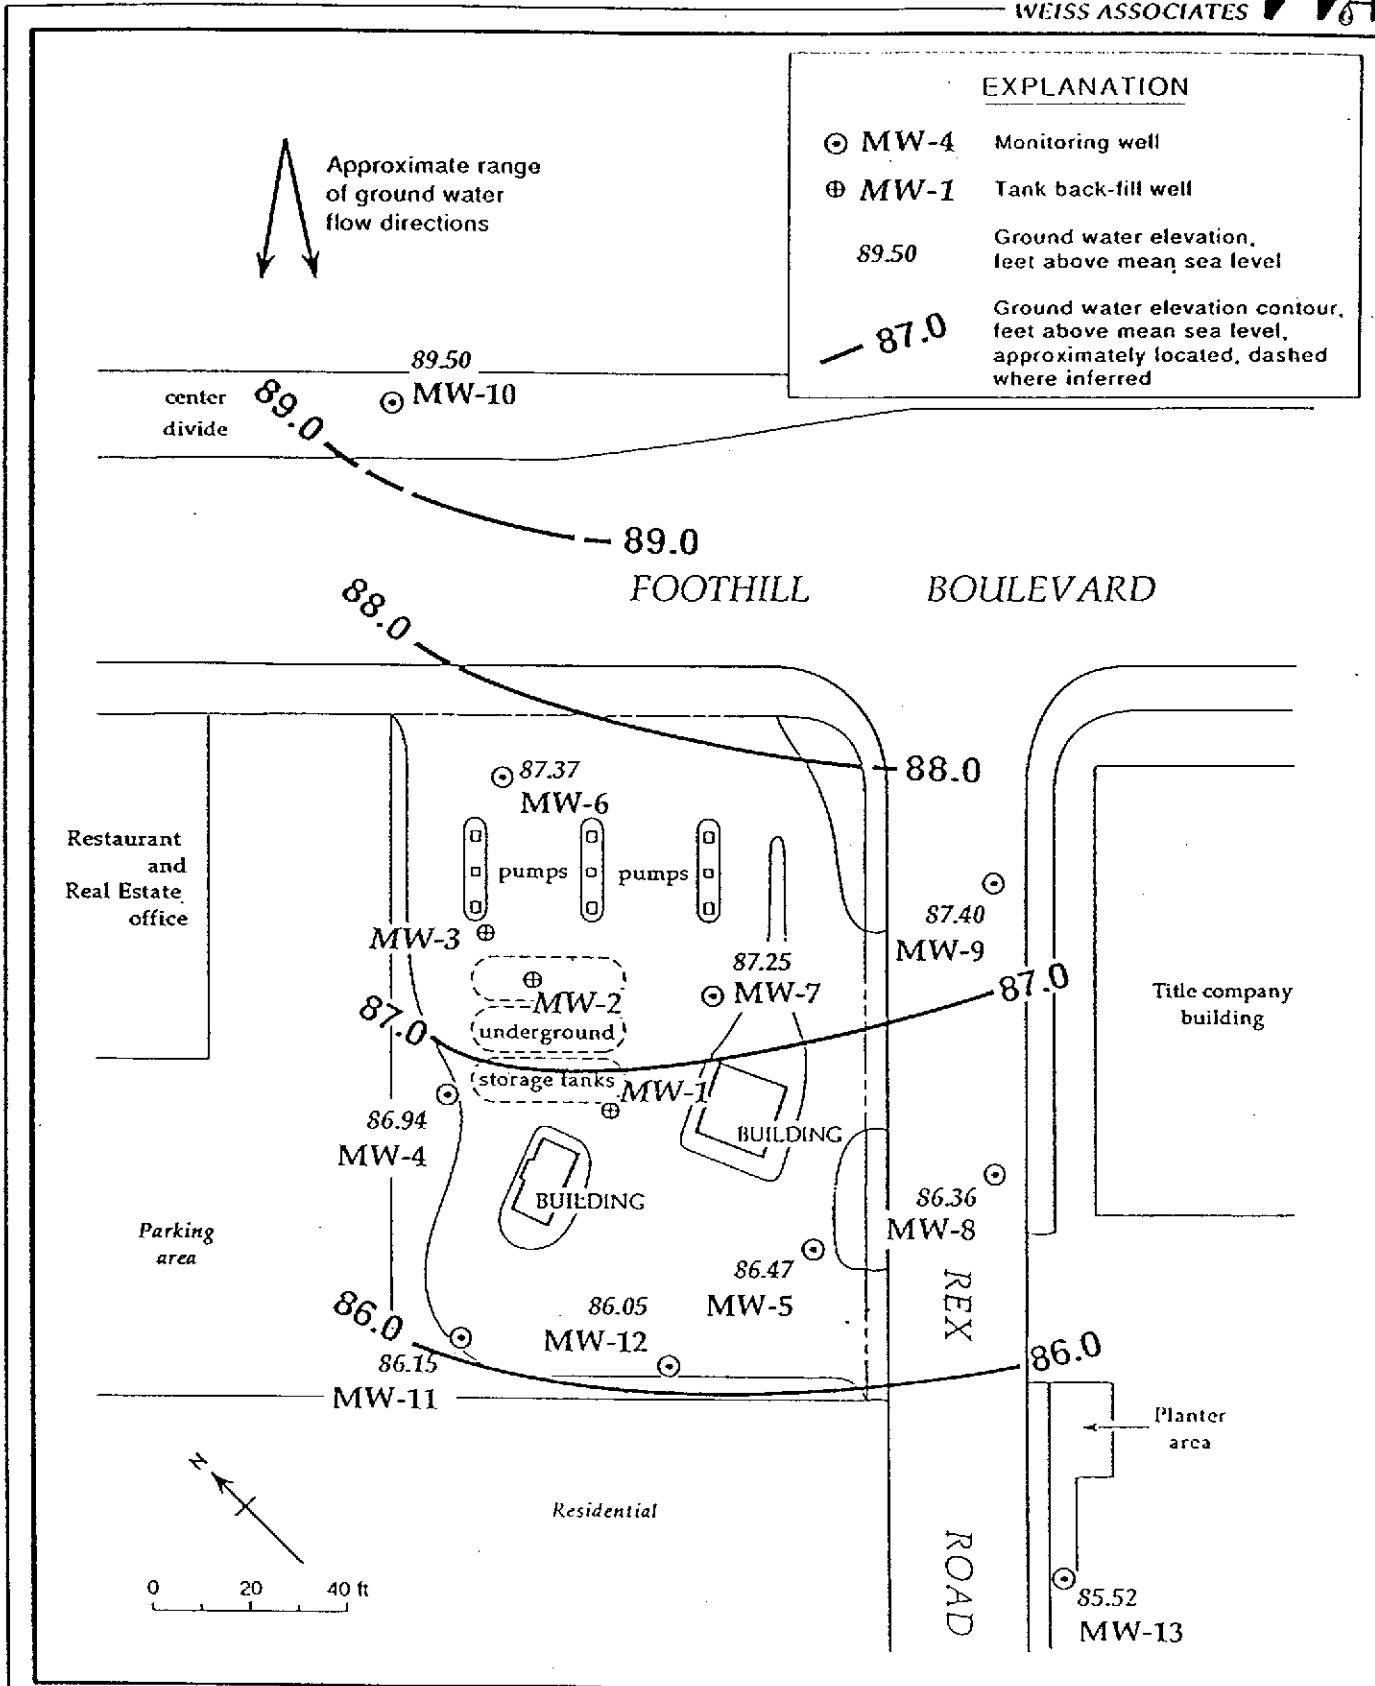 WEISS ASSOCIATES
EXPLANATION
MW-4 Monitoring well
MW-1 Tank back-fill well
89.50 Ground water elevation,
feet above mean sea level
87.0 Ground water elevation contour,
feet above mean sea level,
approximately located, dashed
where inferred
Approximate range
of ground water
flow directions
89.50
MW-10
center
divide
89.0
89.0
FOOTHILL BOULEVARD
88.0
88.0
87.37
MW-6
Restaurant
and
Real Estate
office
pumps
pumps
87.40
MW-9
MW-3
87.25
MW-7
MW-2
87.0
87.0
underground
Title company
building
storage tanks
MW-1
86.94
MW-4
BUILDING
BUILDING
86.36
MW-8
Parking
area
86.47
MW-5
86.05
MW-12
86.0
86.0
86.15
MW-11
REX
ROAD
Planter
area
N
Residential
0 20 40 ft
85.52
MW-13